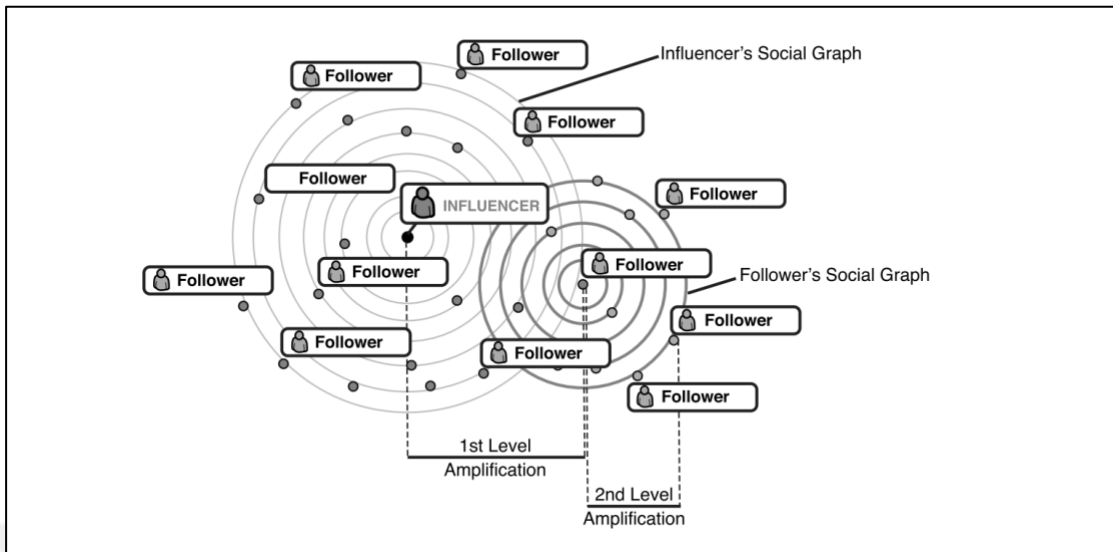 Follower
Influencer's Social Graph
Follower
Follower
Follower
Follower
INFLUENCER
Follower
Follower
Follower
Follower's Social Graph
Follower
Follower
Follower
Follower
1st Level
Amplification
2nd Level
Amplification